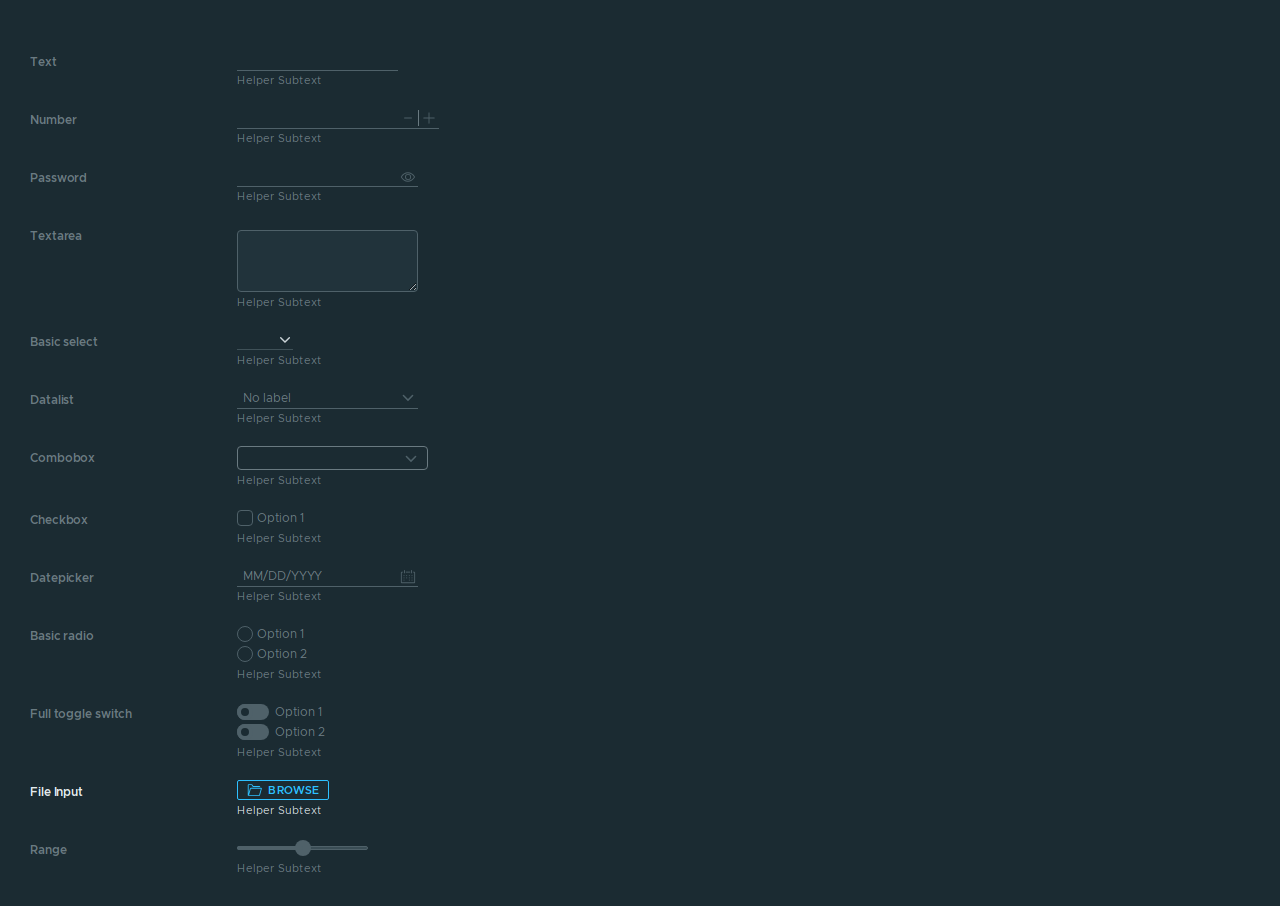 Text
Helper Subtext
Number
Helper Subtext
Password
Helper Subtext
Textarea
Helper Subtext
Basic select
Helper Subtext
Datalist
No label
Helper Subtext
Combobox
Helper Subtext
Checkbox
Option 1
Helper Subtext
Datepicker
MM/DD/YYYY
Helper Subtext
Basic radio
Option 1
Option 2
Helper Subtext
Full toggle switch
Option 1
Option 2
Helper Subtext
File Input
BROWSE
Helper Subtext
Range
Helper Subtext